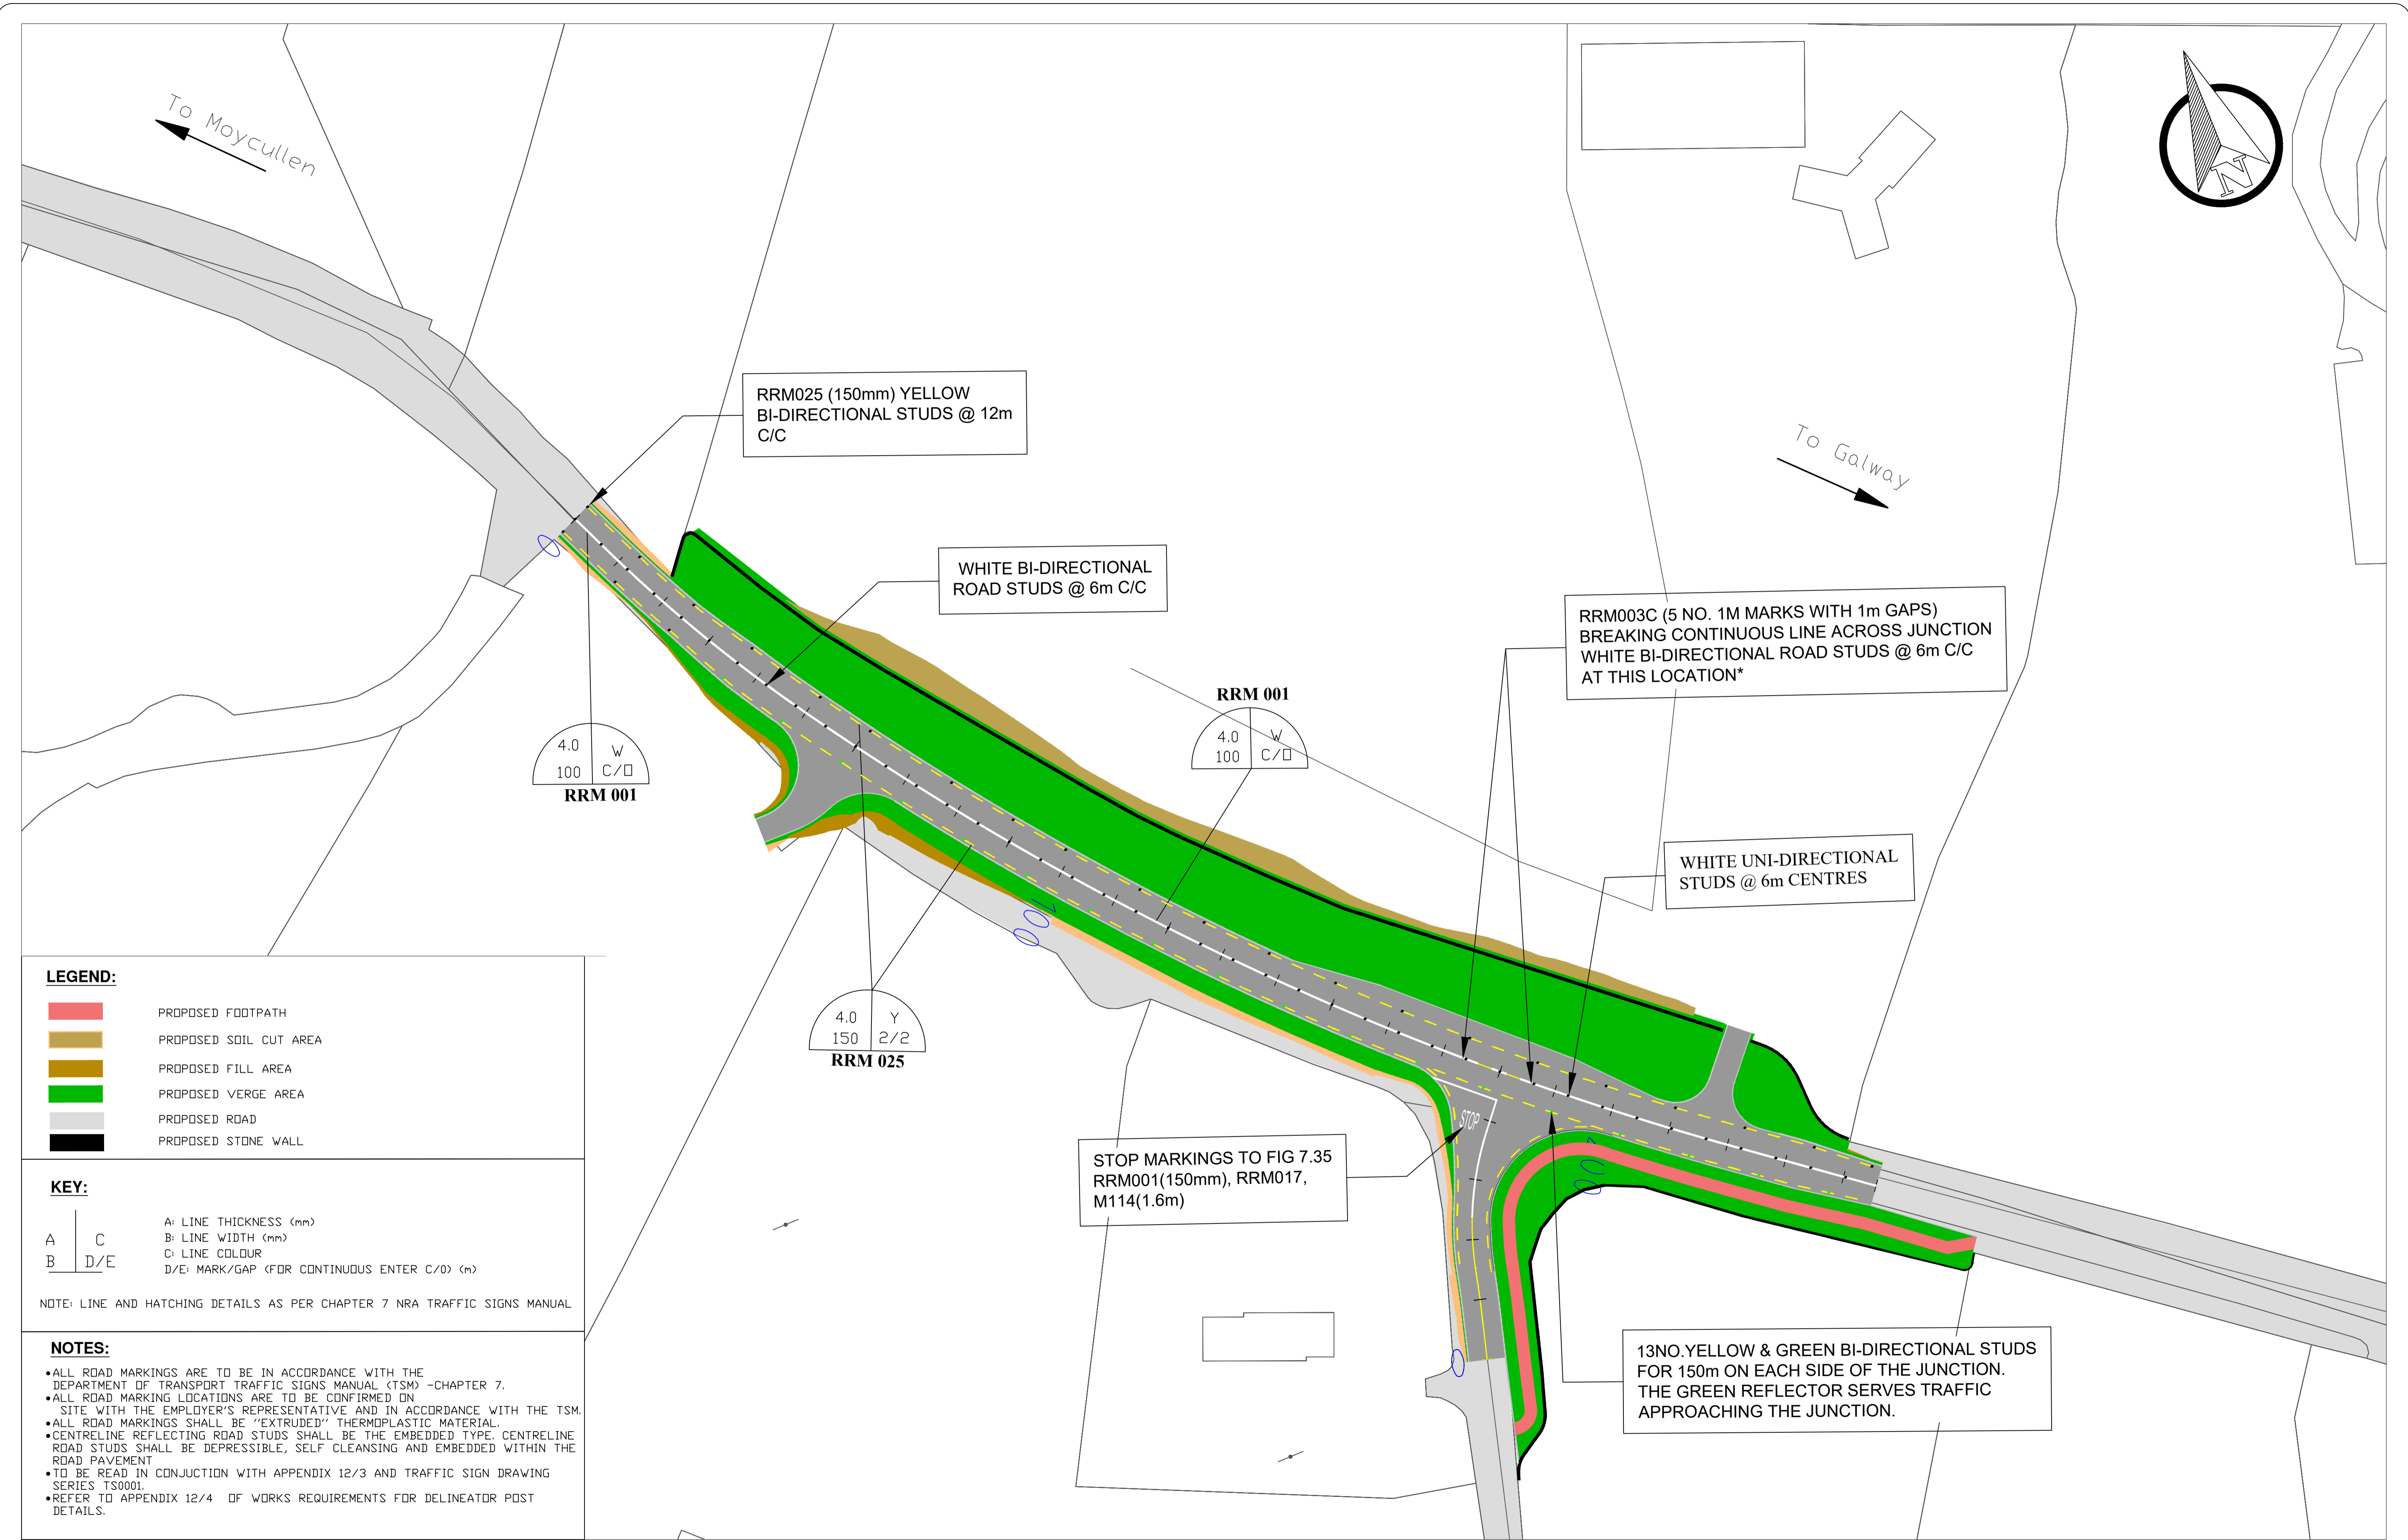 To Moycullen
N
RRM025 (150mm) YELLOW
BI-DIRECTIONAL STUDS @ 12m
C/C
To Galway
WHITE BI-DIRECTIONAL
ROAD STUDS @ 6m C/C
RRM003C (5 NO. 1M MARKS WITH 1m GAPS)
BREAKING CONTINUOUS LINE ACROSS JUNCTION
WHITE BI-DIRECTIONAL ROAD STUDS @ 6m C/C
AT THIS LOCATION*
RRM 001
4.0 W
100 C/O
4.0 W
100 C/O
RRM 001
WHITE UNI-DIRECTIONAL
STUDS @ 6m CENTRES
4.0 Y
150 2/2
RRM 025
STOP
STOP MARKINGS TO FIG 7.35
RRM001(150mm), RRM017,
M114(1.6m)
13NO.YELLOW & GREEN BI-DIRECTIONAL STUDS
FOR 150m ON EACH SIDE OF THE JUNCTION.
THE GREEN REFLECTOR SERVES TRAFFIC
APPROACHING THE JUNCTION.
LEGEND:
PROPOSED FOOTPATH
PROPOSED SOIL CUT AREA
PROPOSED FILL AREA
PROPOSED VERGE AREA
PROPOSED ROAD
PROPOSED STONE WALL
KEY:
A C
B D/E
A: LINE THICKNESS (mm)
B: LINE WIDTH (mm)
C: LINE COLOUR
D/E: MARK/GAP (FOR CONTINUOUS ENTER C/0) (m)
NOTE: LINE AND HATCHING DETAILS AS PER CHAPTER 7 NRA TRAFFIC SIGNS MANUAL
NOTES:
•ALL ROAD MARKINGS ARE TO BE IN ACCORDANCE WITH THE
DEPARTMENT OF TRANSPORT TRAFFIC SIGNS MANUAL (TSM) -CHAPTER 7.
•ALL ROAD MARKING LOCATIONS ARE TO BE CONFIRMED ON
SITE WITH THE EMPLOYER'S REPRESENTATIVE AND IN ACCORDANCE WITH THE TSM.
•ALL ROAD MARKINGS SHALL BE "EXTRUDED" THERMOPLASTIC MATERIAL.
•CENTRELINE REFLECTING ROAD STUDS SHALL BE THE EMBEDDED TYPE. CENTRELINE
ROAD STUDS SHALL BE DEPRESSIBLE, SELF CLEANSING AND EMBEDDED WITHIN THE
ROAD PAVEMENT
•TO BE READ IN CONJUCTION WITH APPENDIX 12/3 AND TRAFFIC SIGN DRAWING
SERIES TS0001.
•REFER TO APPENDIX 12/4 OF WORKS REQUIREMENTS FOR DELINEATOR POST
DETAILS.